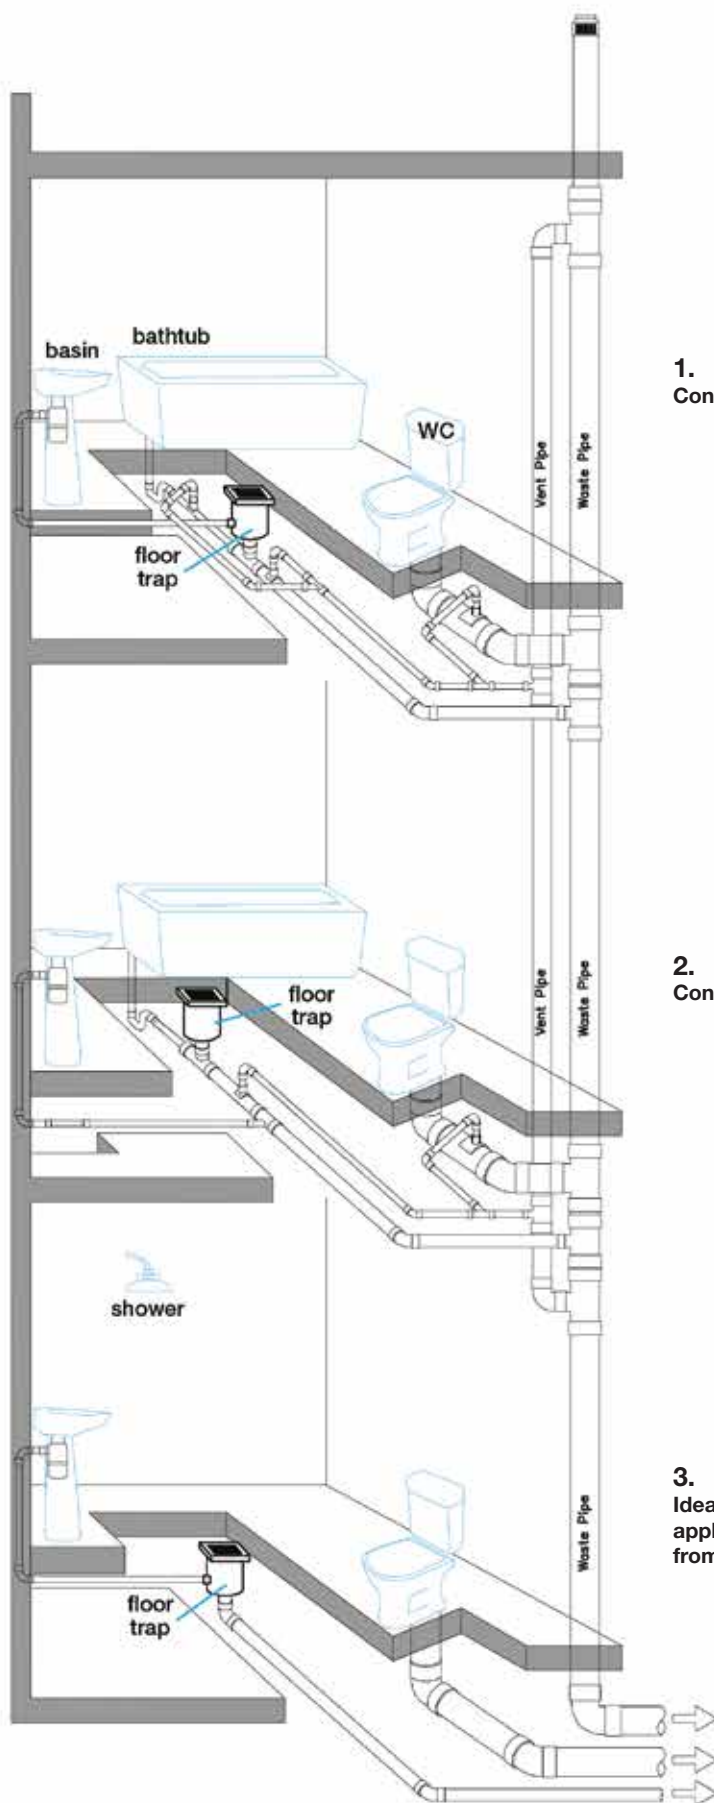 basin
bathtub
WC
floor
trap
Vent Pipe
Waste Pipe
1.
Con
floor
trap
Vent Pipe
Waste Pipe
2.
Con
shower
Waste Pipe
floor
trap
3.
Idea
appl
from